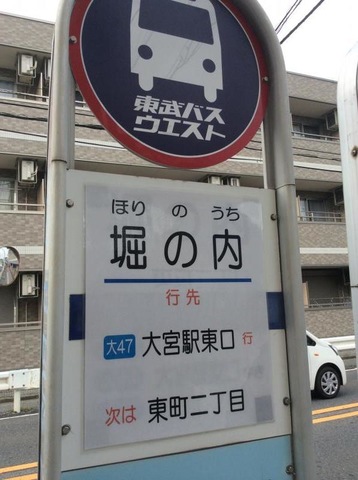 東武バス
ウエスト
ほり の うち
堀の内
行先
大47 大宮駅東口 行
次は 東町二丁目